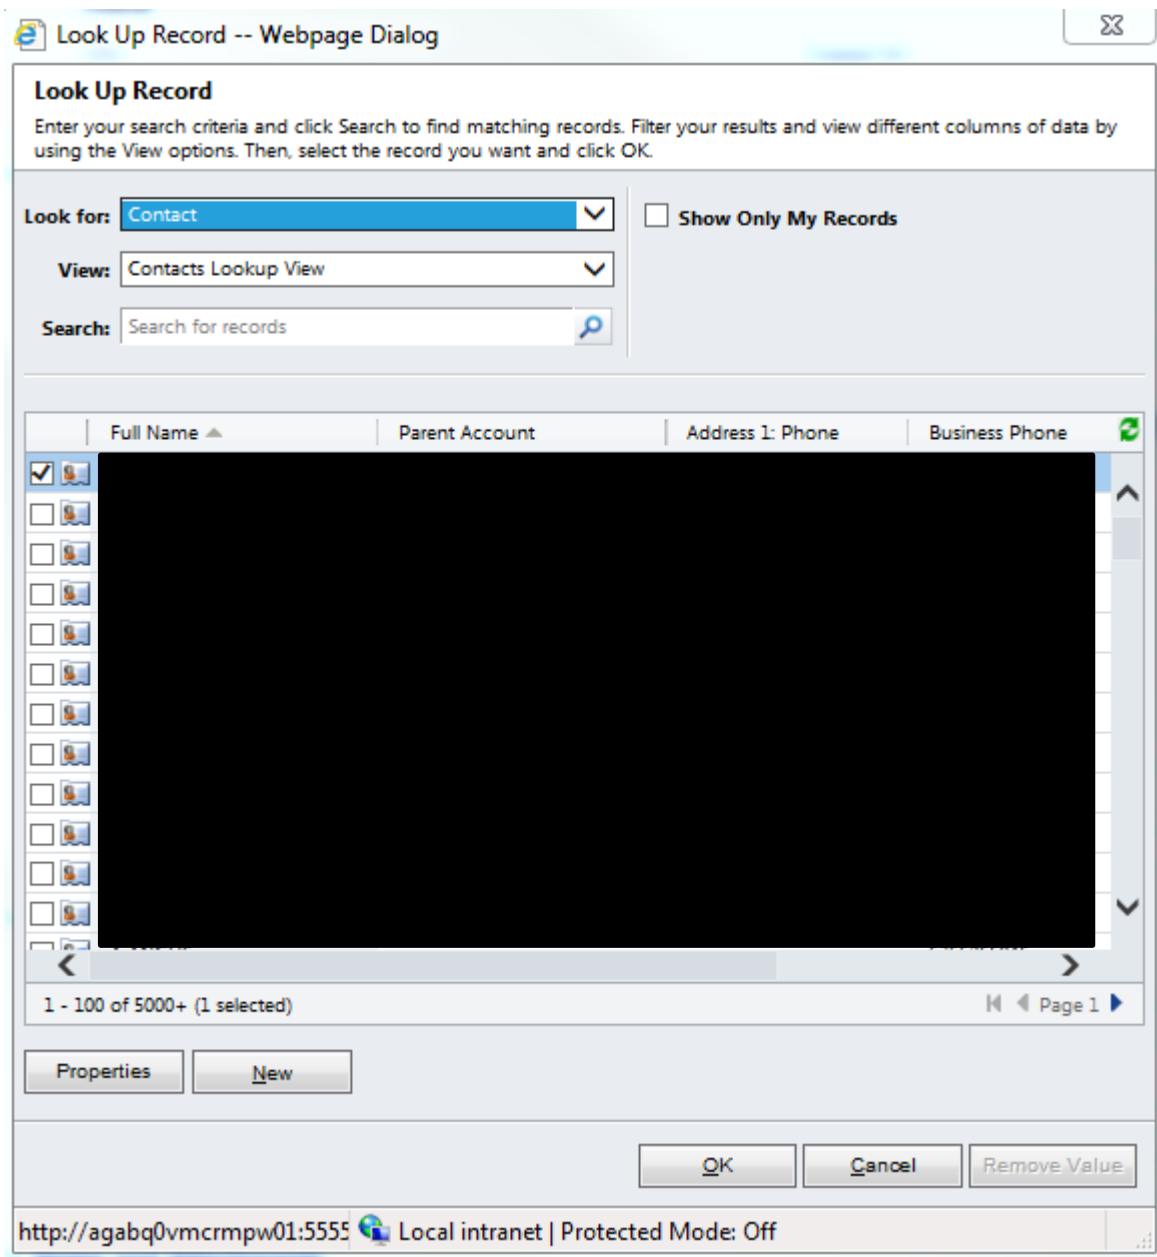 Look Up Record -- Webpage Dialog
Look Up Record
Enter your search criteria and click Search to find matching records. Filter your results and view different columns of data by
using the View options. Then, select the record you want and click OK.
Look for: Contact
Show Only My Records
View: Contacts Lookup View
Search: Search for records
Full Name Parent Account Address 1: Phone Business Phone
1 - 100 of 5000+ (1 selected) Page 1
Properties New
OK Cancel Remove Value
http://agabq0vmcrmpw01:5555 Local intranet | Protected Mode: Off